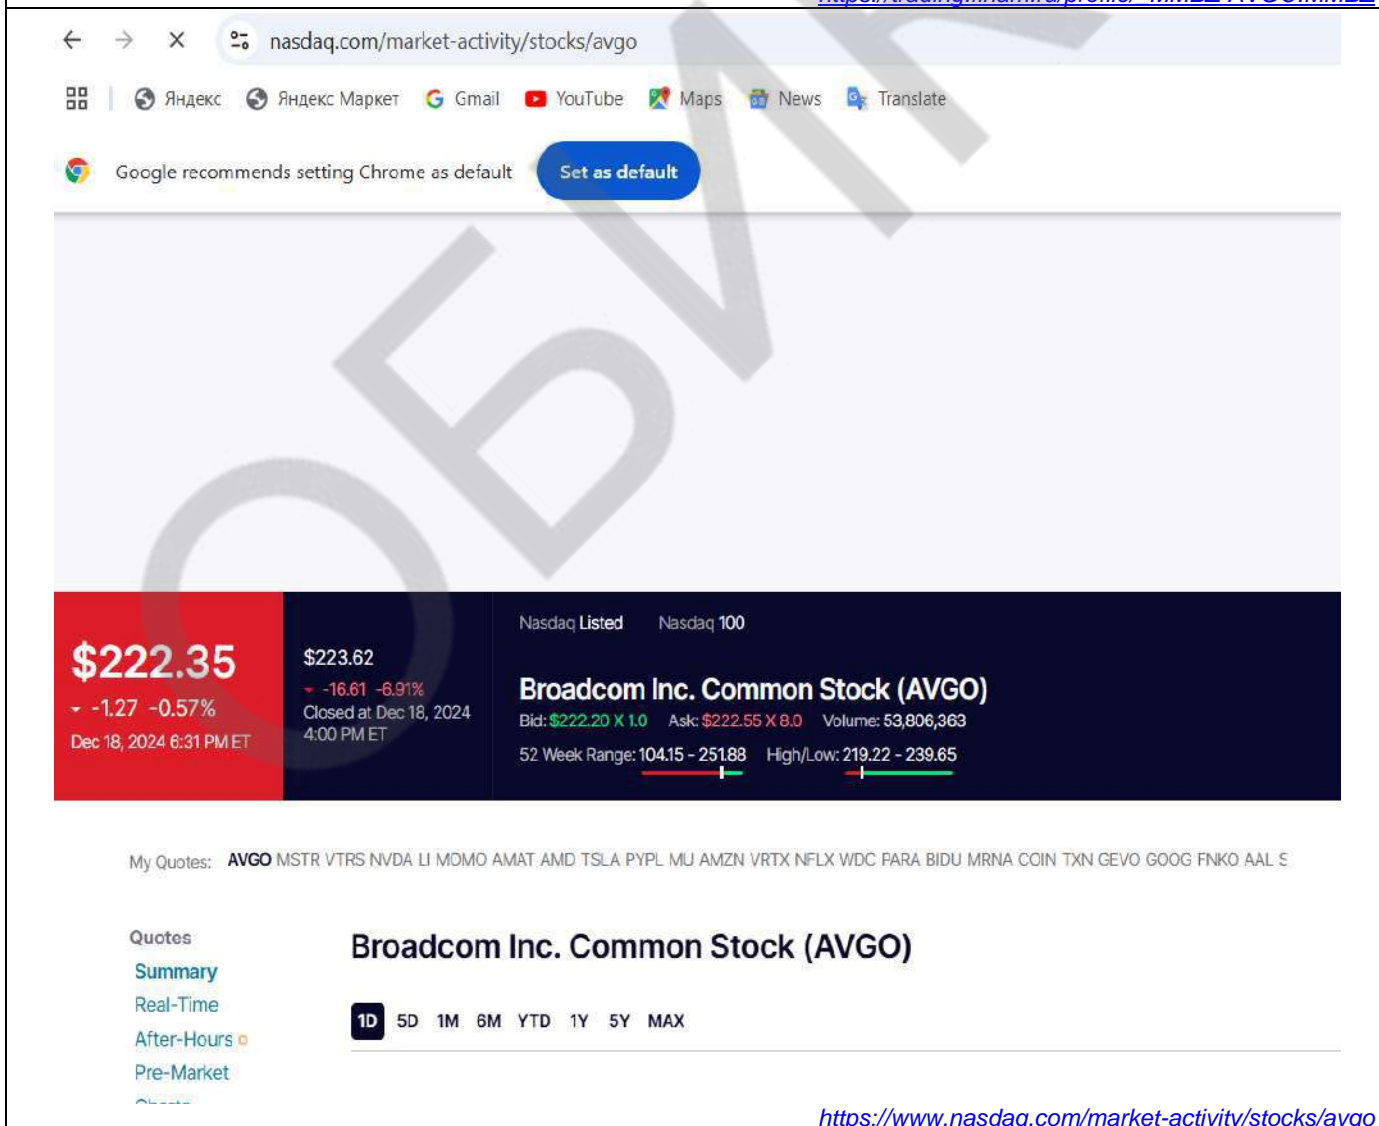 nasdaq.com/market-activity/stocks/avgo
Яндекс Яндекс Маркет Gmail YouTube Maps News Translate
Google recommends setting Chrome as default Set as default
ОБИ
Nasdaq Listed Nasdaq 100
$222.35
-1.27 -0.57%
Dec 18, 2024 6:31 PM ET
$223.62
-16.61 -6.91%
Closed at Dec 18, 2024
4:00 PM ET
Broadcom Inc. Common Stock (AVGO)
Bid: $222.20 X 1.0 Ask: $222.55 X 8.0 Volume: 53,806,363
52 Week Range: 104.15 - 251.88 High/Low: 219.22 - 239.65
My Quotes: AVGO MSTR VTRS NVDA LI MOMO AMAT AMD TSLA PYPL MU AMZN VRTX NFLX WDC PARA BIDU MRNA COIN TXN GEVO GOOG FNKO AAL S
Quotes
Summary
Real-Time
After-Hours
Pre-Market
Broadcom Inc. Common Stock (AVGO)
1D 5D 1M 6M YTD 1Y 5Y MAX
https://www.nasdaq.com/market-activity/stocks/avgo